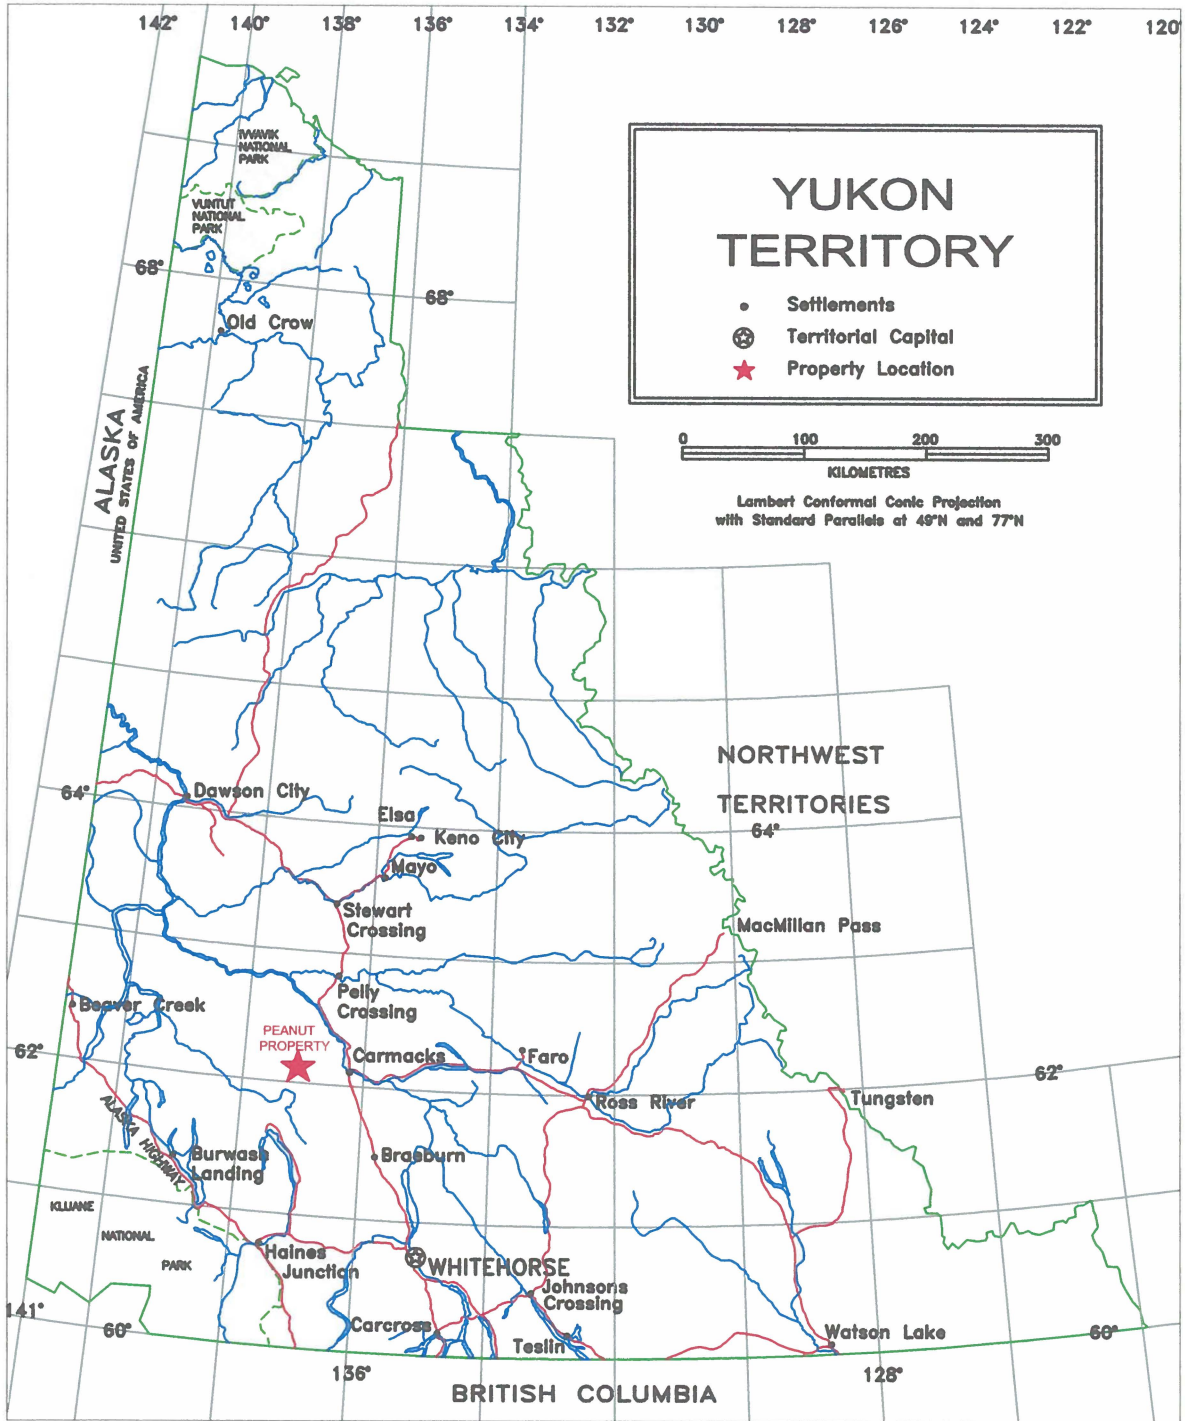 142° 140° 138° 136° 134° 132° 130° 128° 126° 124° 122° 120°
IVVAVIK
NATIONAL
PARK
VUNTUT
NATIONAL
PARK
68°
68°
Old Crow
YUKON
TERRITORY
Settlements
Territorial Capital
Property Location
0 100 200 300
KILOMETRES
Lambert Conformal Conic Projection
with Standard Parallels at 49°N and 77°N
ALASKA
UNITED STATES OF AMERICA
NORTHWEST
TERRITORIES
64°
64°
Dawson City
Elsa
Keno City
Mayo
Stewart
Crossing
MacMillan Pass
Pelly
Crossing
Beaver Creek
PEANUT
PROPERTY
62°
62°
Carmacks
Faro
Ross River
Tungsten
ALASKA HIGHWAY
Burwash
Landing
Braeburn
KLUANE
NATIONAL
PARK
Haines
Junction
WHITEHORSE
Johnsons
Crossing
Carcross
Teslin
Watson Lake
141°
60°
60°
136°
128°
BRITISH COLUMBIA